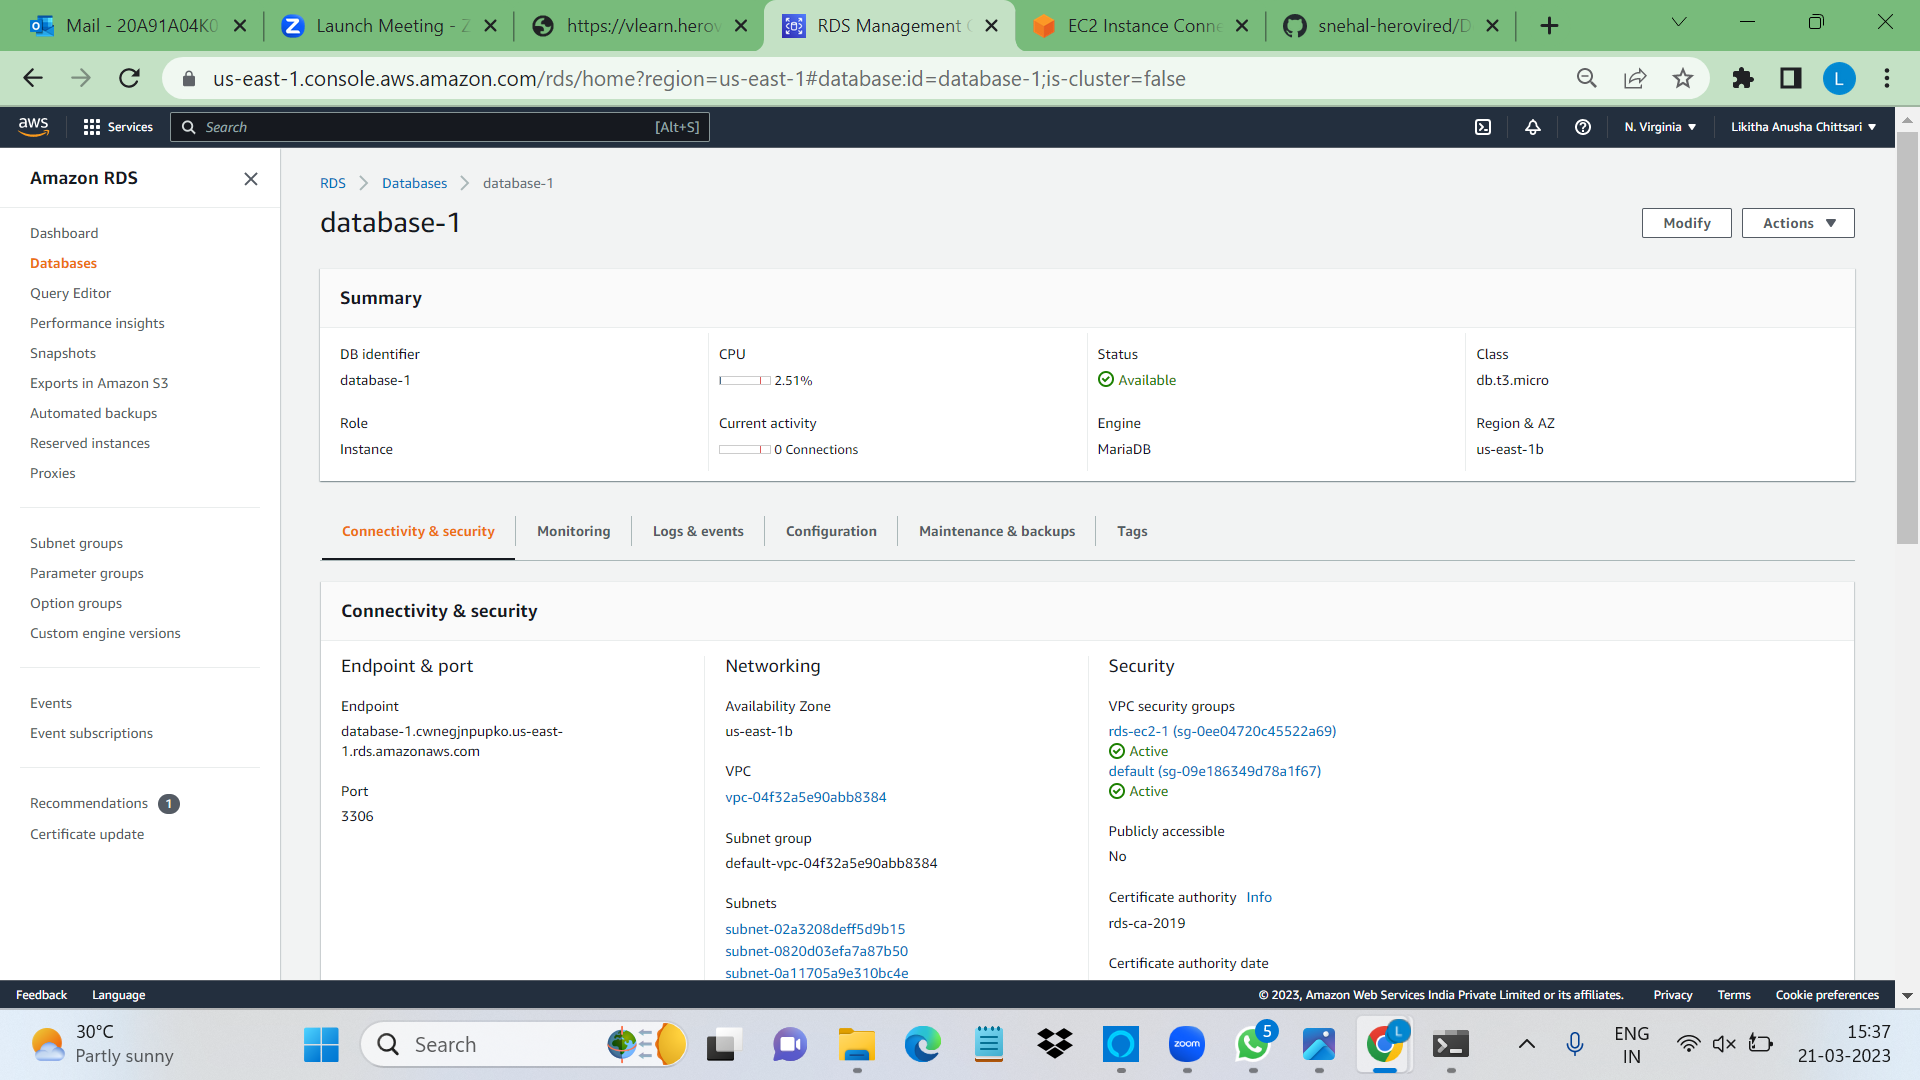 Mail - 20A91A04K0
Launch Meeting - Z
https://vlearn.herov
RDS Management C
EC2 Instance Conne
snehal-herovired/D
us-east-1.console.aws.amazon.com/rds/home?region=us-east-1#database:id=database-1;is-cluster=false
L
aws
Services
Search
[Alt+S]
N. Virginia
Likitha Anusha Chittsari
Amazon RDS
Dashboard
Databases
Query Editor
Performance insights
Snapshots
Exports in Amazon S3
Automated backups
Reserved instances
Proxies
Subnet groups
Parameter groups
Option groups
Custom engine versions
Events
Event subscriptions
Recommendations 1
Certificate update
RDS > Databases > database-1
database-1
Modify
Actions
Summary
DB identifier
database-1
Role
Instance
CPU
2.51%
Current activity
0 Connections
Status
Available
Engine
MariaDB
Class
db.t3.micro
Region & AZ
us-east-1b
Connectivity & security
Monitoring
Logs & events
Configuration
Maintenance & backups
Tags
Connectivity & security
Endpoint & port
Endpoint
database-1.cwnegjnpupko.us-east-
1.rds.amazonaws.com
Port
3306
Networking
Availability Zone
us-east-1b
VPC
vpc-04f32a5e90abb8384
Subnet group
default-vpc-04f32a5e90abb8384
Subnets
subnet-02a3208deff5d9b15
subnet-0820d03efa7a87b50
subnet-0a11705a9e310bc4e
Security
VPC security groups
rds-ec2-1 (sg-0ee04720c45522a69)
Active
default (sg-09e186349d78a1f67)
Active
Publicly accessible
No
Certificate authority Info
rds-ca-2019
Certificate authority date
Feedback
Language
© 2023, Amazon Web Services India Private Limited or its affiliates.
Privacy
Terms
Cookie preferences
30°C
Partly sunny
Search
zoom
5
L
ENG
IN
15:37
21-03-2023